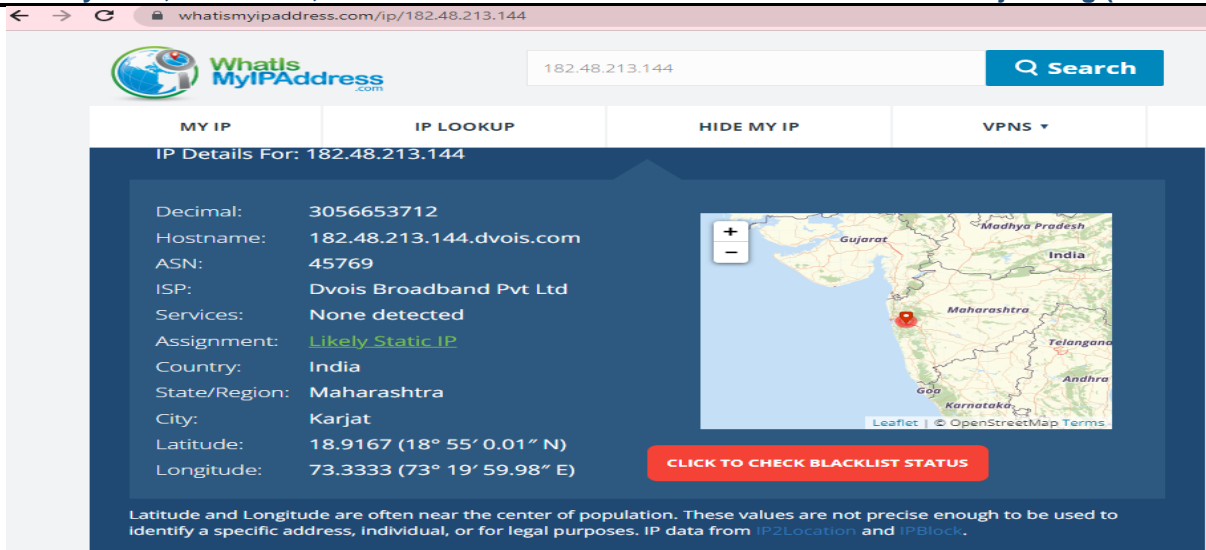 whatismyipaddress.com/ip/182.48.213.144
WhatIs
MyIPAddress
.com
182.48.213.144
Search
MY IP
IP LOOKUP
HIDE MY IP
VPNS
IP Details For: 182.48.213.144
Decimal: 3056653712
Hostname: 182.48.213.144.dvois.com
ASN: 45769
ISP: Dvois Broadband Pvt Ltd
Services: None detected
Assignment: Likely Static IP
Country: India
State/Region: Maharashtra
City: Karjat
Latitude: 18.9167 (18° 55′ 0.01″ N)
Longitude: 73.3333 (73° 19′ 59.98″ E)
+
−
Gujarat
Madhya Pradesh
India
Maharashtra
Telangana
Andhra
Goa
Karnataka
Leaflet | © OpenStreetMap Terms
CLICK TO CHECK BLACKLIST STATUS
Latitude and Longitude are often near the center of population. These values are not precise enough to be used to
identify a specific address, individual, or for legal purposes. IP data from IP2Location and IPBlock.